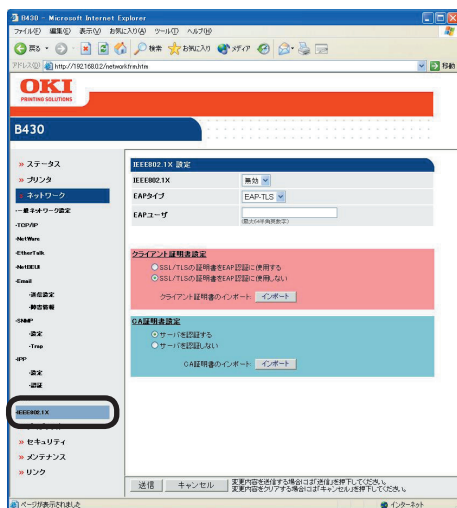 B430 - Microsoft Internet Explorer
ファイル(F) 編集(E) 表示(V) お気に入り(A) ツール(T) ヘルプ(H)
戻る 検索 お気に入り メディア
アドレス(D) http://192.168.0.2/networkfrm.htm 移動
OKI
PRINTING SOLUTIONS
B430
» ステータス
» プリンタ
» ネットワーク
-一般ネットワーク設定
-TCP/IP
-NetWare
-EtherTalk
-NetBEUI
-Email
-送信設定
-障害情報
-SNMP
-設定
-Trap
-IPP
-設定
-認証
-IEEE802.1X
» セキュリティ
» メンテナンス
» リンク
IEEE802.1X 設定
IEEE802.1X 無効
EAPタイプ EAP-TLS
EAPユーザ
(最大64半角英数字)
クライアント証明書設定
SSL/TLSの証明書をEAP認証に使用する
SSL/TLSの証明書をEAP認証に使用しない
クライアント証明書のインポート インポート
CA証明書設定
サーバを認証する
サーバを認証しない
CA証明書のインポート インポート
送信 キャンセル
変更内容を送信する場合には「送信」を押下してください。
変更内容をクリアする場合には「キャンセル」を押下してください。
ページが表示されました インターネット